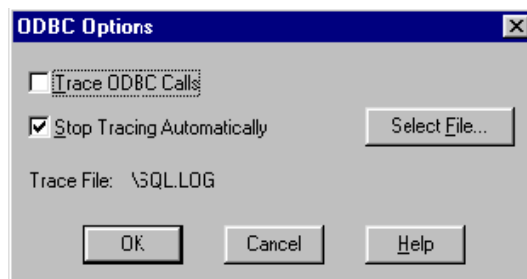 ODBC Options
Trace ODBC Calls
Stop Tracing Automatically
Select File...
Trace File: \SQL.LOG
OK
Cancel
Help